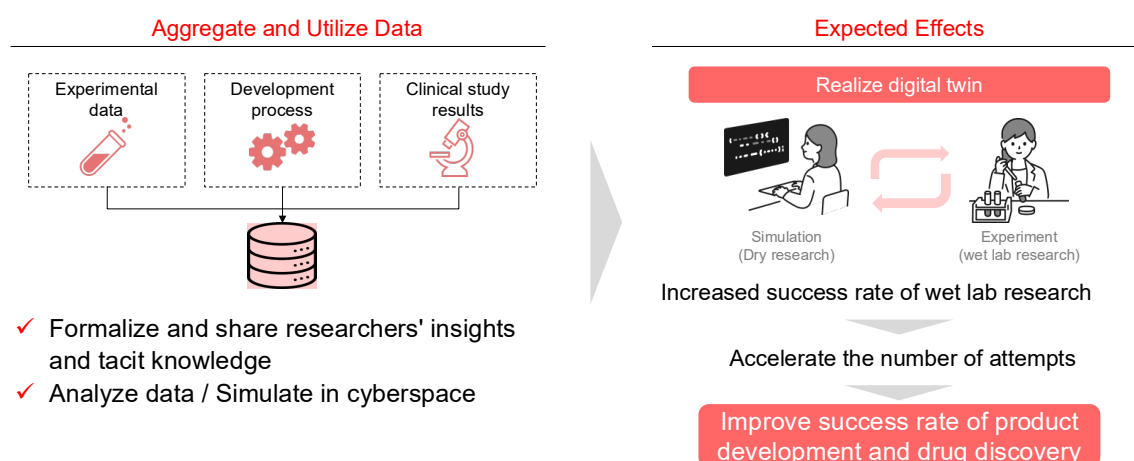 Aggregate and Utilize Data
Experimental
data
Development
process
Clinical study
results
✓ Formalize and share researchers' insights
and tacit knowledge
✓ Analyze data / Simulate in cyberspace
Expected Effects
Realize digital twin
Simulation
(Dry research)
Experiment
(wet lab research)
Increased success rate of wet lab research
Accelerate the number of attempts
Improve success rate of product
development and drug discovery